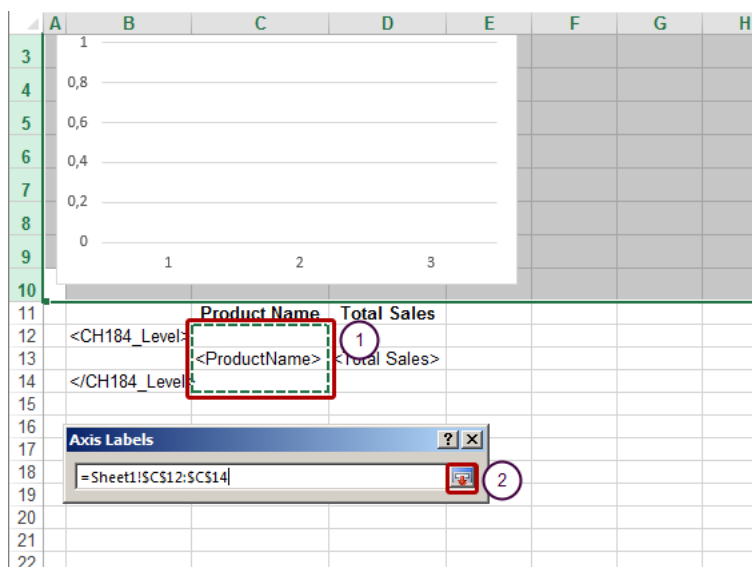 A B C D E F G H
3 1
4 0,8
5 0,6
6 0,4
7 0,2
8
9 0
1 2 3
10
11 Product Name Total Sales
12 <CH184_Level> 1
13 <ProductName> <Total Sales>
14 </CH184_Level
15
16
17 Axis Labels ?
18 =Sheet1!$C$12:$C$14 2
19
20
21
22